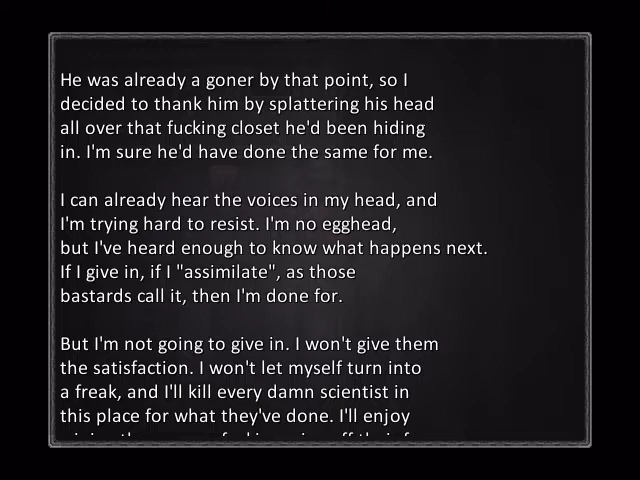 He was already a goner by that point, so I
decided to thank him by splattering his head
all over that fucking closet he'd been hiding
in. I'm sure he'd have done the same for me.
I can already hear the voices in my head, and
I'm trying hard to resist. I'm no egghead,
but I've heard enough to know what happens next.
If I give in, if I "assimilate", as those
bastards call it, then I'm done for.
But I'm not going to give in. I won't give them
the satisfaction. I won't let myself turn into
a freak, and I'll kill every damn scientist in
this place for what they've done. I'll enjoy